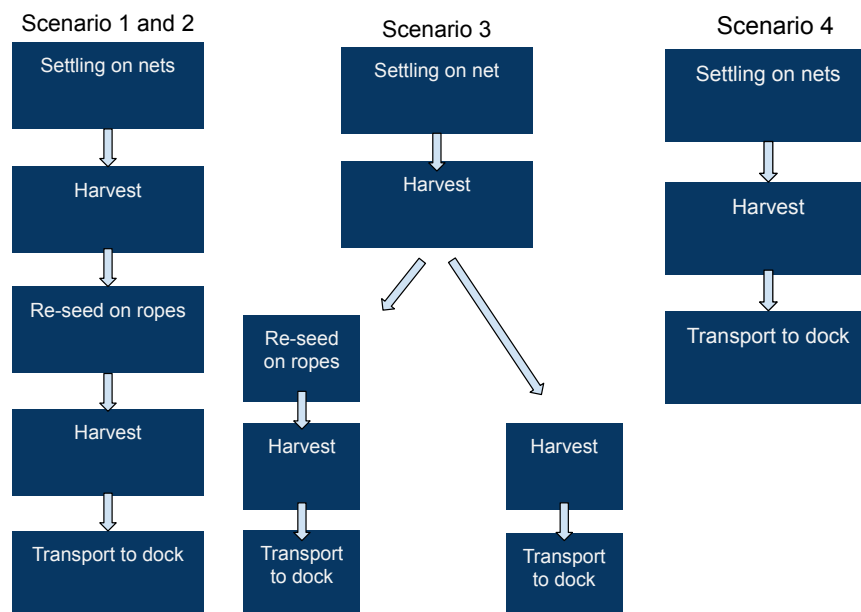 Scenario 1 and 2
Settling on nets
Harvest
Re-seed on ropes
Harvest
Transport to dock
Scenario 3
Settling on net
Harvest
Re-seed
on ropes
Harvest
Transport
to dock
Harvest
Transport
to dock
Scenario 4
Settling on nets
Harvest
Transport to dock